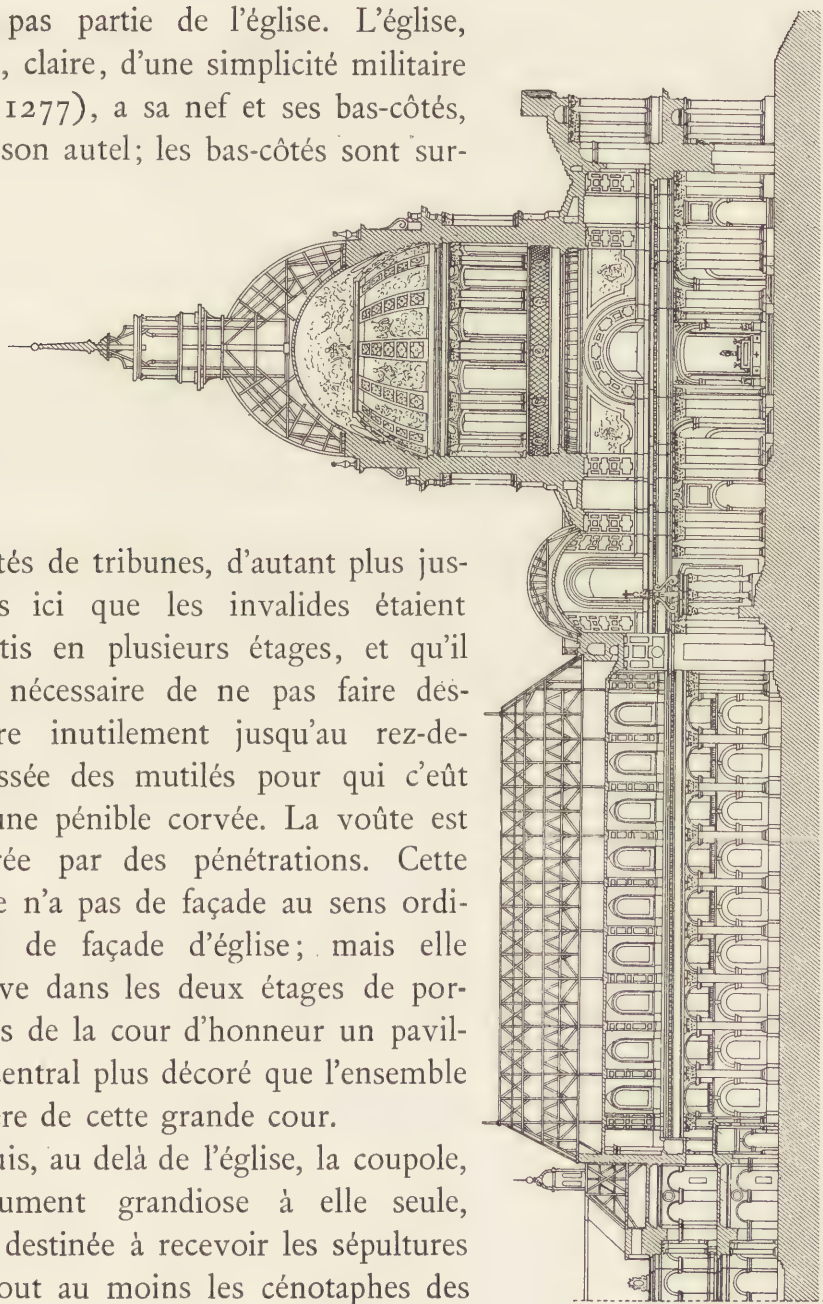 pas partie de l'église. L'église,
, claire, d'une simplicité militaire
1277), a sa nef et ses bas-côtés,
son autel; les bas-côtés sont sur-
tés de tribunes, d'autant plus jus-
s ici que les invalides étaient
tis en plusieurs étages, et qu'il
nécessaire de ne pas faire des-
re inutilement jusqu'au rez-de-
ssée des mutilés pour qui c'eût
une pénible corvée. La voûte est
rée par des pénétrations. Cette
e n'a pas de façade au sens ordi-
de façade d'église; mais elle
ve dans les deux étages de por-
s de la cour d'honneur un pavil-
entral plus décoré que l'ensemble
ère de cette grande cour.
uis, au delà de l'église, la coupole,
ument grandiose à elle seule,
destinée à recevoir les sépultures
out au moins les cénotaphes des